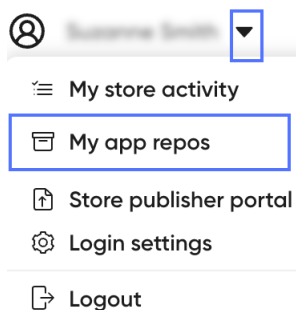 My store activity
My app repos
Store publisher portal
Login settings
Logout